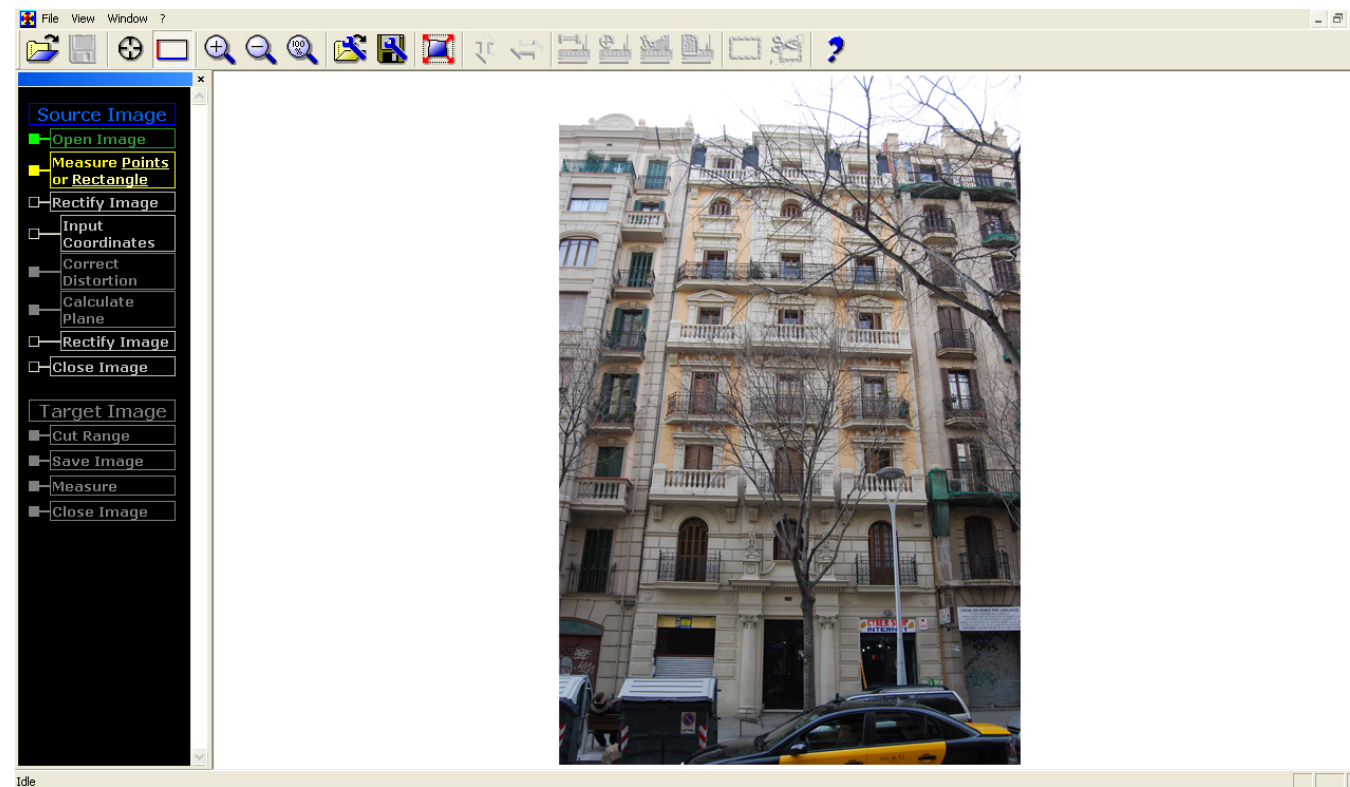 File View Window ?
100%
Source Image
Open Image
Measure Points
or Rectangle
Rectify Image
Input
Coordinates
Correct
Distortion
Calculate
Plane
Rectify Image
Close Image
Target Image
Cut Range
Save Image
Measure
Close Image
CYBER SHOP
INTERNET
Idle